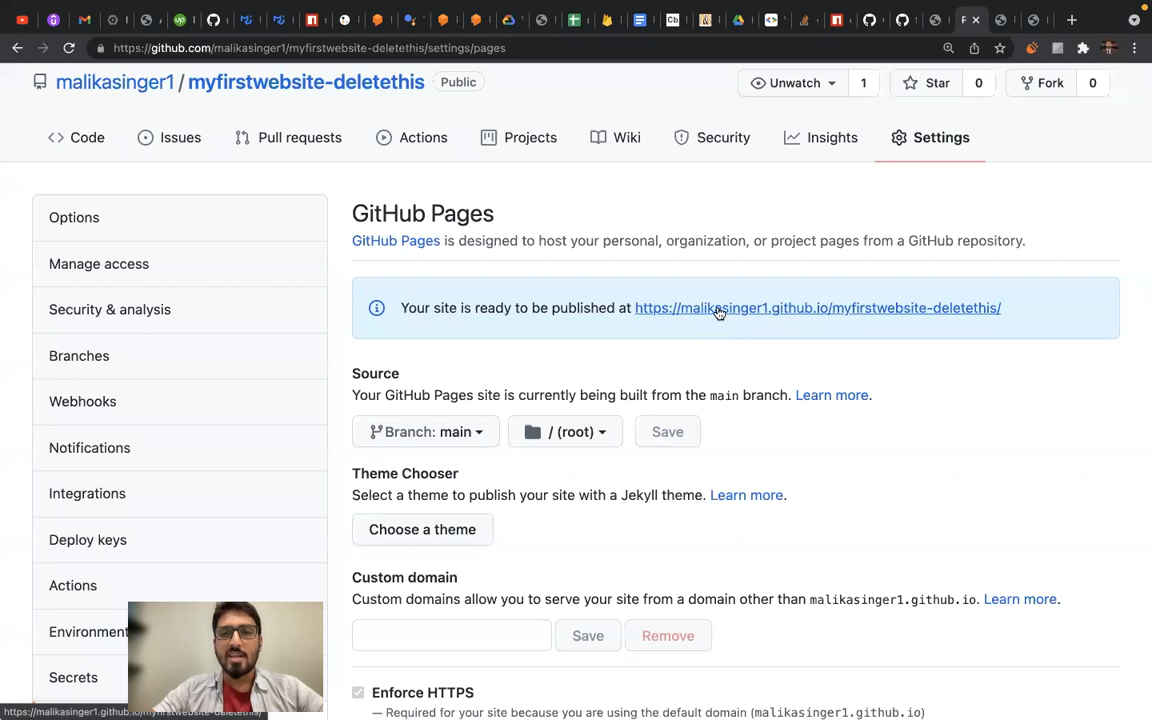 https://github.com/malikasinger1/myfirstwebsite-deletethis/settings/pages
malikasinger1 / myfirstwebsite-deletethis Public
Unwatch 1 Star 0 Fork 0
Code Issues Pull requests Actions Projects Wiki Security Insights Settings
Options
Manage access
Security & analysis
Branches
Webhooks
Notifications
Integrations
Deploy keys
Actions
Environment
Secrets
GitHub Pages
GitHub Pages is designed to host your personal, organization, or project pages from a GitHub repository.
Your site is ready to be published at https://malikasinger1.github.io/myfirstwebsite-deletethis/
Source
Your GitHub Pages site is currently being built from the main branch. Learn more.
Branch: main / (root) Save
Theme Chooser
Select a theme to publish your site with a Jekyll theme. Learn more.
Choose a theme
Custom domain
Custom domains allow you to serve your site from a domain other than malikasinger1.github.io. Learn more.
Save Remove
Enforce HTTPS
— Required for your site because you are using the default domain (malikasinger1.github.io)
https://malikasinger1.github.io/myfirstwebsite-deletethis/